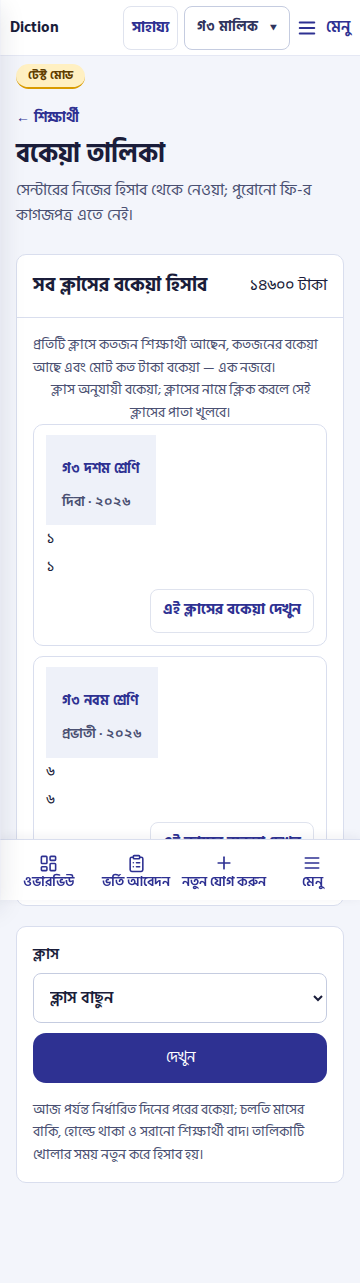 Diction
সাহায্য
গ৩ মালিক
মেনু
টেস্ট মোড
← শিক্ষার্থী
বকেয়া তালিকা
সেন্টারের নিজের হিসাব থেকে নেওয়া; পুরোনো ফি-র
কাগজপত্র এতে নেই।
সব ক্লাসের বকেয়া হিসাব
১৪৬০০ টাকা
প্রতিটি ক্লাসে কতজন শিক্ষার্থী আছেন, কতজনের বকেয়া
আছে এবং মোট কত টাকা বকেয়া — এক নজরে।
ক্লাস অনুযায়ী বকেয়া; ক্লাসের নামে ক্লিক করলে সেই
ক্লাসের পাতা খুলবে।
গ৩ দশম শ্রেণি
দিবা · ২০২৬
১
১
এই ক্লাসের বকেয়া দেখুন
গ৩ নবম শ্রেণি
প্রভাতী · ২০২৬
৬
৬
ওভারভিউ
ভর্তি আবেদন
নতুন যোগ করুন
মেনু
ক্লাস
ক্লাস বাছুন
দেখুন
আজ পর্যন্ত নির্ধারিত দিনের পরের বকেয়া; চলতি মাসের
বাকি, হোল্ডে থাকা ও সরানো শিক্ষার্থী বাদ। তালিকাটি
খোলার সময় নতুন করে হিসাব হয়।